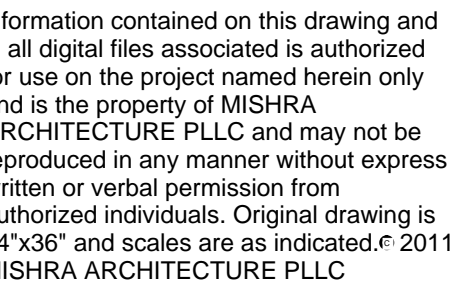 formation contained on this drawing and
all digital files associated is authorized
or use on the project named herein only
nd is the property of MISHRA
RCHITECTURE PLLC and may not be
eproduced in any manner without express
ritten or verbal permission from
uthorized individuals. Original drawing is
4"x36" and scales are as indicated.© 2011
MISHRA ARCHITECTURE PLLC